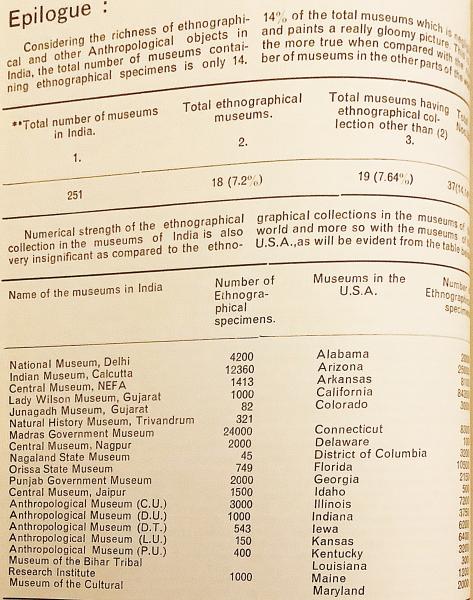 Epilogue :
Considering the richness of ethnographi-
cal and other Anthropological objects in
India, the total number of museums contai-
ning ethnographical specimens is only 14.
14% of the total museums which is
and paints a really gloomy picture.
the more true when compared with the
ber of museums in the other parts of the
**Total number of museums
in India.
1.
Total ethnographical
museums.
2.
Total museums having
ethnographical col-
lection other than (2)
3.
251
18 (7.2%)
19 (7.64%)
Numerical strength of the ethnographical
collection in the museums of India is also
very insignificant as compared to the ethno-
graphical collections in the museums of
world and more so with the museums of
U.S.A., as will be evident from the table
Name of the museums in India
Number of
Ethnogra-
phical
specimens.
Museums in the
U.S.A.
Number
Ethnographical
National Museum, Delhi 4200 Alabama
Indian Museum, Calcutta 12360 Arizona
Central Museum, NEFA 1413 Arkansas
Lady Wilson Museum, Gujarat 1000 California
Junagadh Museum, Gujarat 82 Colorado
Natural History Museum, Trivandrum 321
Madras Government Museum 24000 Connecticut
Central Museum, Nagpur 2000 Delaware
Nagaland State Museum 45 District of Columbia
Orissa State Museum 749 Florida
Punjab Government Museum 2000 Georgia
Central Museum, Jaipur 1500 Idaho
Anthropological Museum (C.U.) 3000 Illinois
Anthropological Museum (D.U.) 1000 Indiana
Anthropological Museum (D.T.) 543 Iewa
Anthropological Museum (L.U.) 150 Kansas
Anthropological Museum (P.U.) 400 Kentucky
Museum of the Bihar Tribal Louisiana
Research Institute 1000 Maine
Museum of the Cultural Maryland